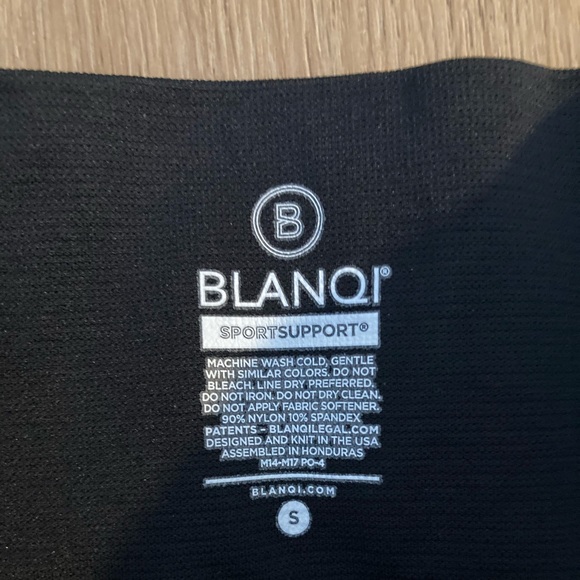 B
BLANQI®
SPORTSUPPORT®
MACHINE WASH COLD, GENTLE
WITH SIMILAR COLORS. DO NOT
BLEACH. LINE DRY PREFERRED.
DO NOT IRON. DO NOT DRY CLEAN.
DO NOT APPLY FABRIC SOFTENER.
90% NYLON 10% SPANDEX
PATENTS - BLANQILEGAL.COM
DESIGNED AND KNIT IN THE USA
ASSEMBLED IN HONDURAS
M14-M17 PO-4
BLANQI.COM
S